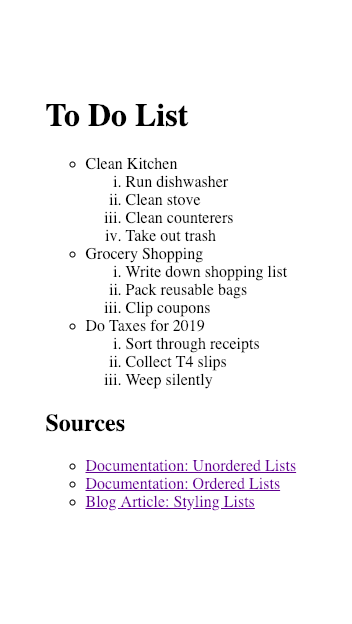 To Do List
Clean Kitchen
i. Run dishwasher
ii. Clean stove
iii. Clean counterers
iv. Take out trash
Grocery Shopping
i. Write down shopping list
ii. Pack reusable bags
iii. Clip coupons
Do Taxes for 2019
i. Sort through receipts
ii. Collect T4 slips
iii. Weep silently
Sources
Documentation: Unordered Lists
Documentation: Ordered Lists
Blog Article: Styling Lists